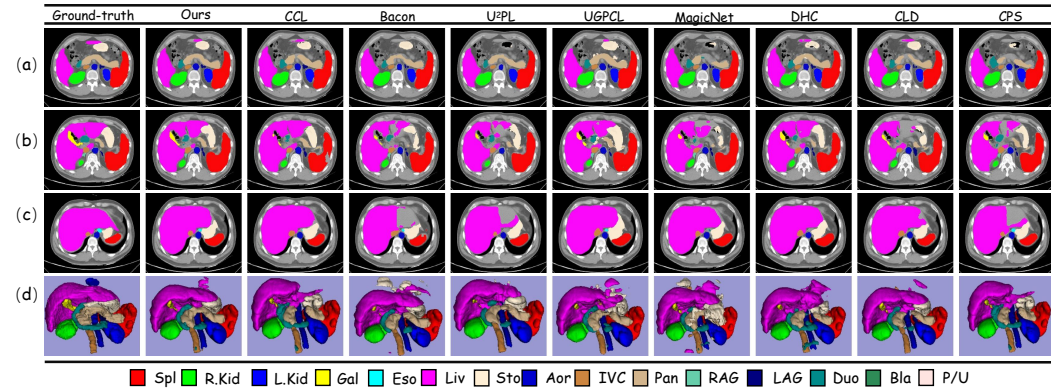 Ground-truth Ours CCL Bacon U²PL UGPCL MagicNet DHC CLD CPS
(a)
(b)
(c)
(d)
Spl R.Kid L.Kid Gal Eso Liv Sto Aor IVC Pan RAG LAG Duo Bla P/U